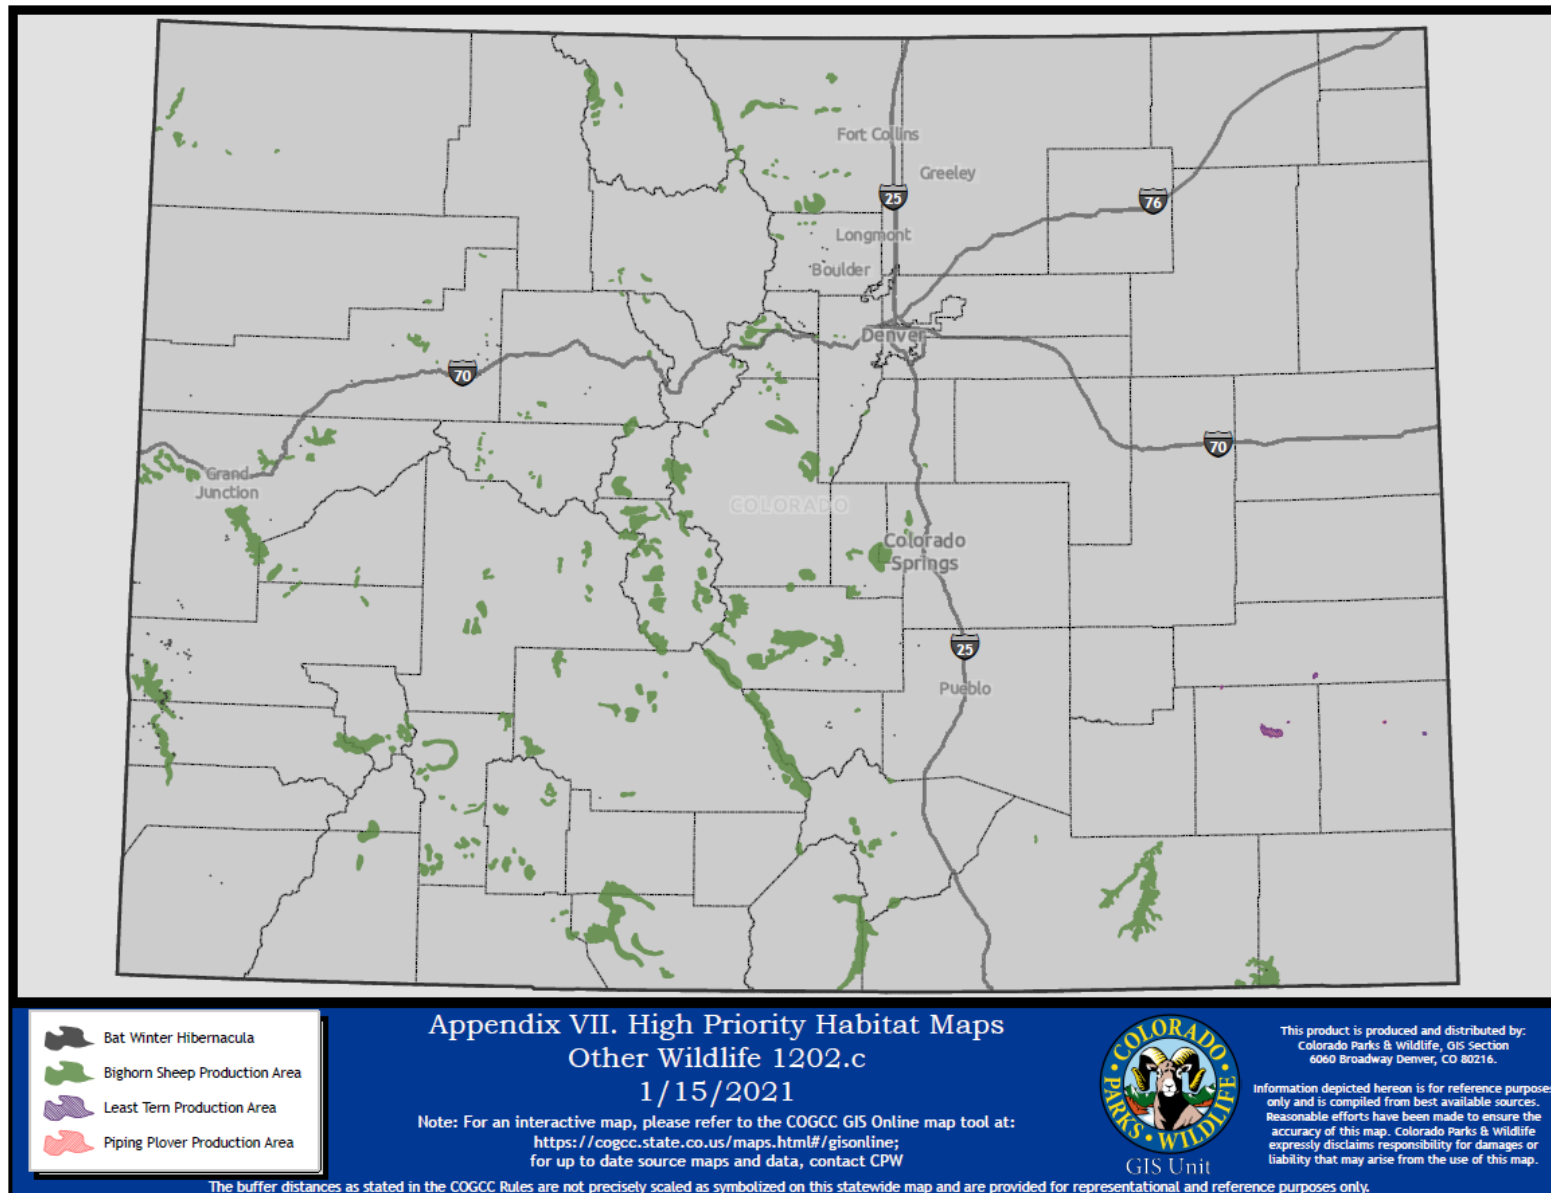 Fort Collins
Greeley
25
76
Longmont
Boulder
Denver
70
70
Grand
Junction
COLORADO
Colorado
Springs
25
Pueblo
Bat Winter Hibernacula
Bighorn Sheep Production Area
Least Tern Production Area
Piping Plover Production Area
Appendix VII. High Priority Habitat Maps
Other Wildlife 1202.c
1/15/2021
Note: For an interactive map, please refer to the COGCC GIS Online map tool at:
https://cogcc.state.co.us/maps.html#/gisonline;
for up to date source maps and data, contact CPW
COLORADO
PARKS & WILDLIFE
GIS Unit
This product is produced and distributed by:
Colorado Parks & Wildlife, GIS Section
6060 Broadway Denver, CO 80216.
Information depicted hereon is for reference purposes
only and is compiled from best available sources.
Reasonable efforts have been made to ensure the
accuracy of this map. Colorado Parks & Wildlife
expressly disclaims responsibility for damages or
liability that may arise from the use of this map.
The buffer distances as stated in the COGCC Rules are not precisely scaled as symbolized on this statewide map and are provided for representational and reference purposes only.